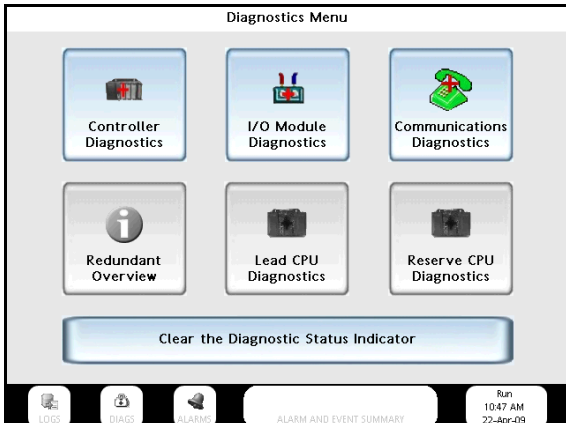 Diagnostics Menu
Controller
Diagnostics
I/O Module
Diagnostics
Communications
Diagnostics
Redundant
Overview
Lead CPU
Diagnostics
Reserve CPU
Diagnostics
Clear the Diagnostic Status Indicator
LOGS
DIAGS
ALARMS
ALARM AND EVENT SUMMARY
Run
10:47 AM
22-Apr-09